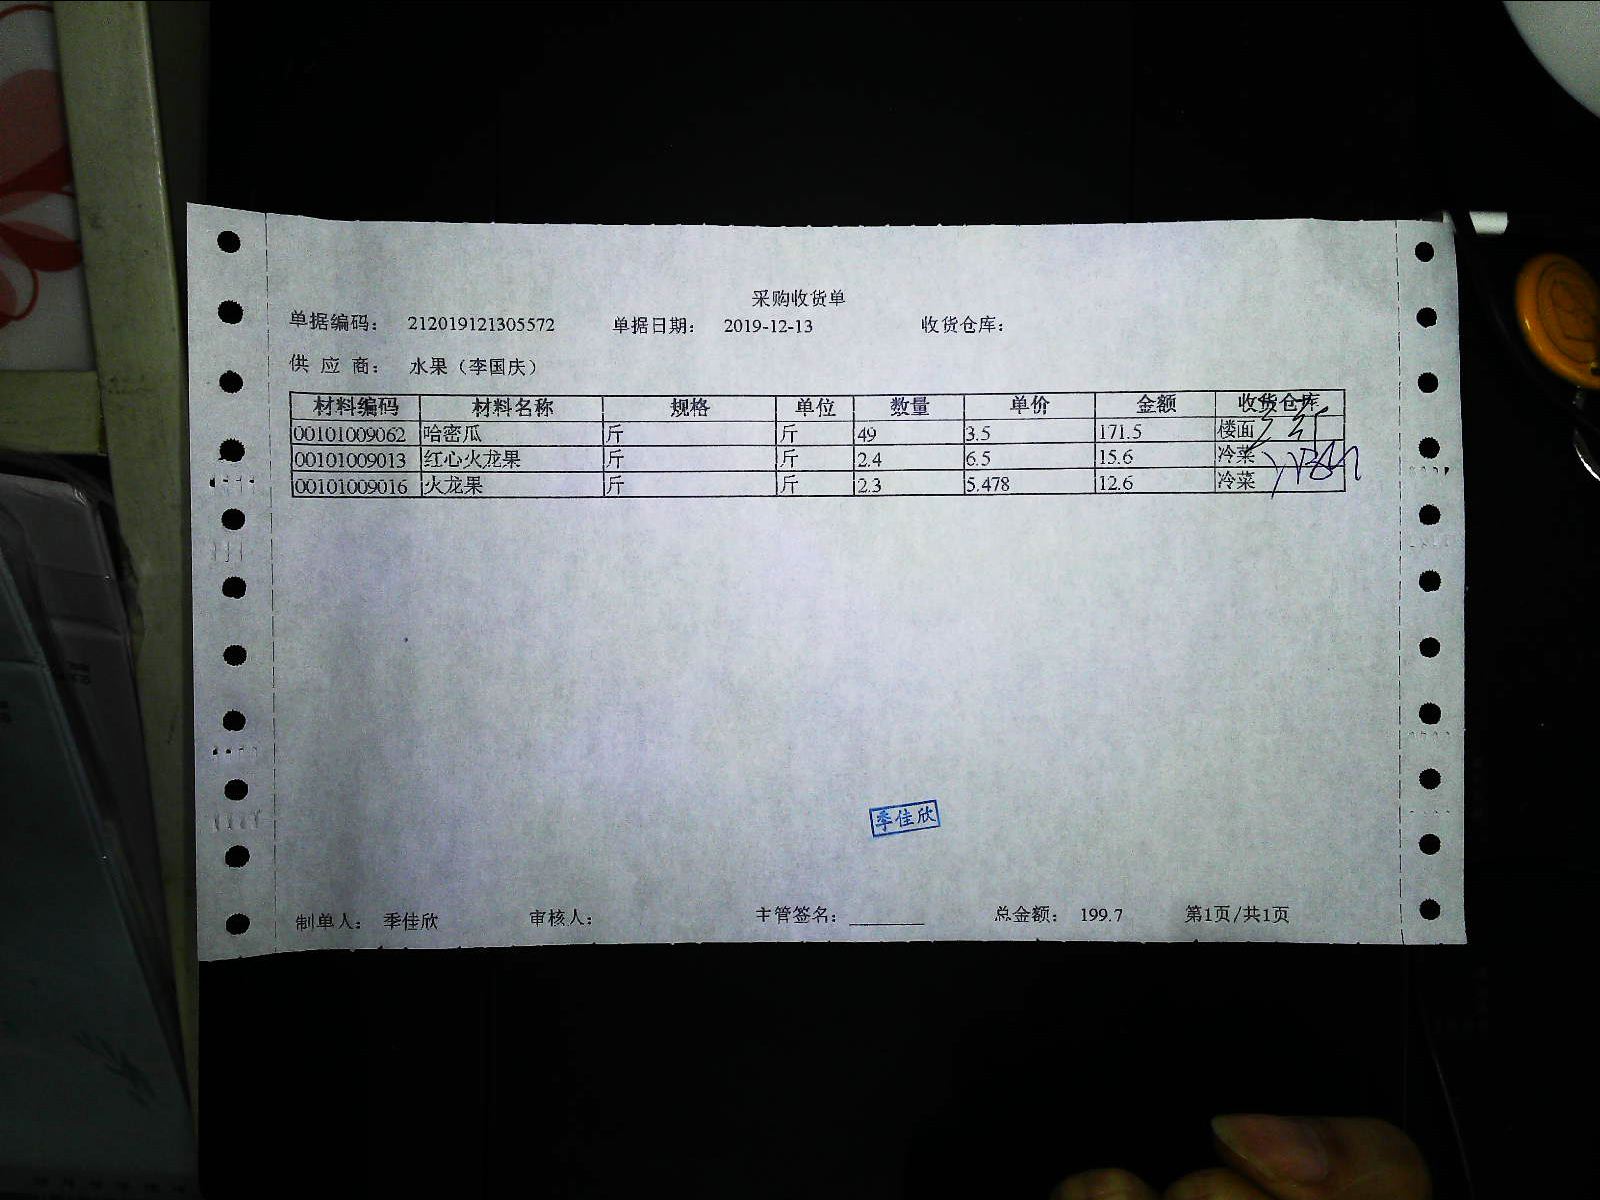 采购收货单
单据编码： 212019121305572 单据日期： 2019-12-13 收货仓库：
供 应 商： 水果（李国庆）
材料编码 材料名称 规格 单位 数量 单价 金额 收货仓库
00101009062 哈密瓜 斤 斤 49 3.5 171.5 楼面
00101009013 红心火龙果 斤 斤 2.4 6.5 15.6 冷菜
00101009016 火龙果 斤 斤 2.3 5.478 12.6 冷菜
季佳欣
制单人： 季佳欣 审核人： 主管签名：________ 总金额： 199.7 第1页/共1页